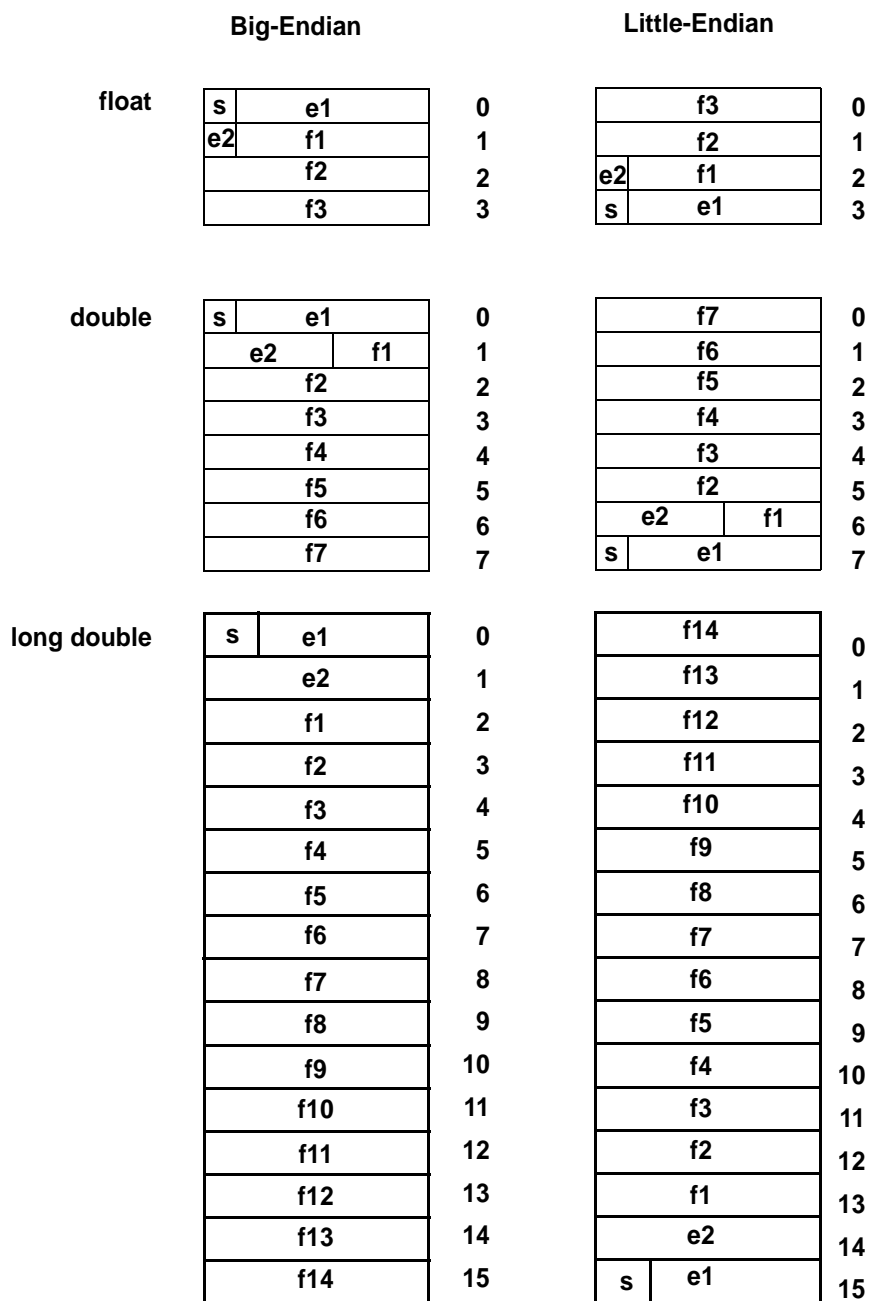 Big-Endian Little-Endian
float s e1 0 f3 0
e2 f1 1 f2 1
f2 2 e2 f1 2
f3 3 s e1 3
double s e1 0 f7 0
e2 f1 1 f6 1
f2 2 f5 2
f3 3 f4 3
f4 4 f3 4
f5 5 f2 5
f6 6 e2 f1 6
f7 7 s e1 7
long double s e1 0 f14 0
e2 1 f13 1
f1 2 f12 2
f2 3 f11 3
f3 4 f10 4
f4 5 f9 5
f5 6 f8 6
f6 7 f7 7
f7 8 f6 8
f8 9 f5 9
f9 10 f4 10
f10 11 f3 11
f11 12 f2 12
f12 13 f1 13
f13 14 e2 14
f14 15 s e1 15